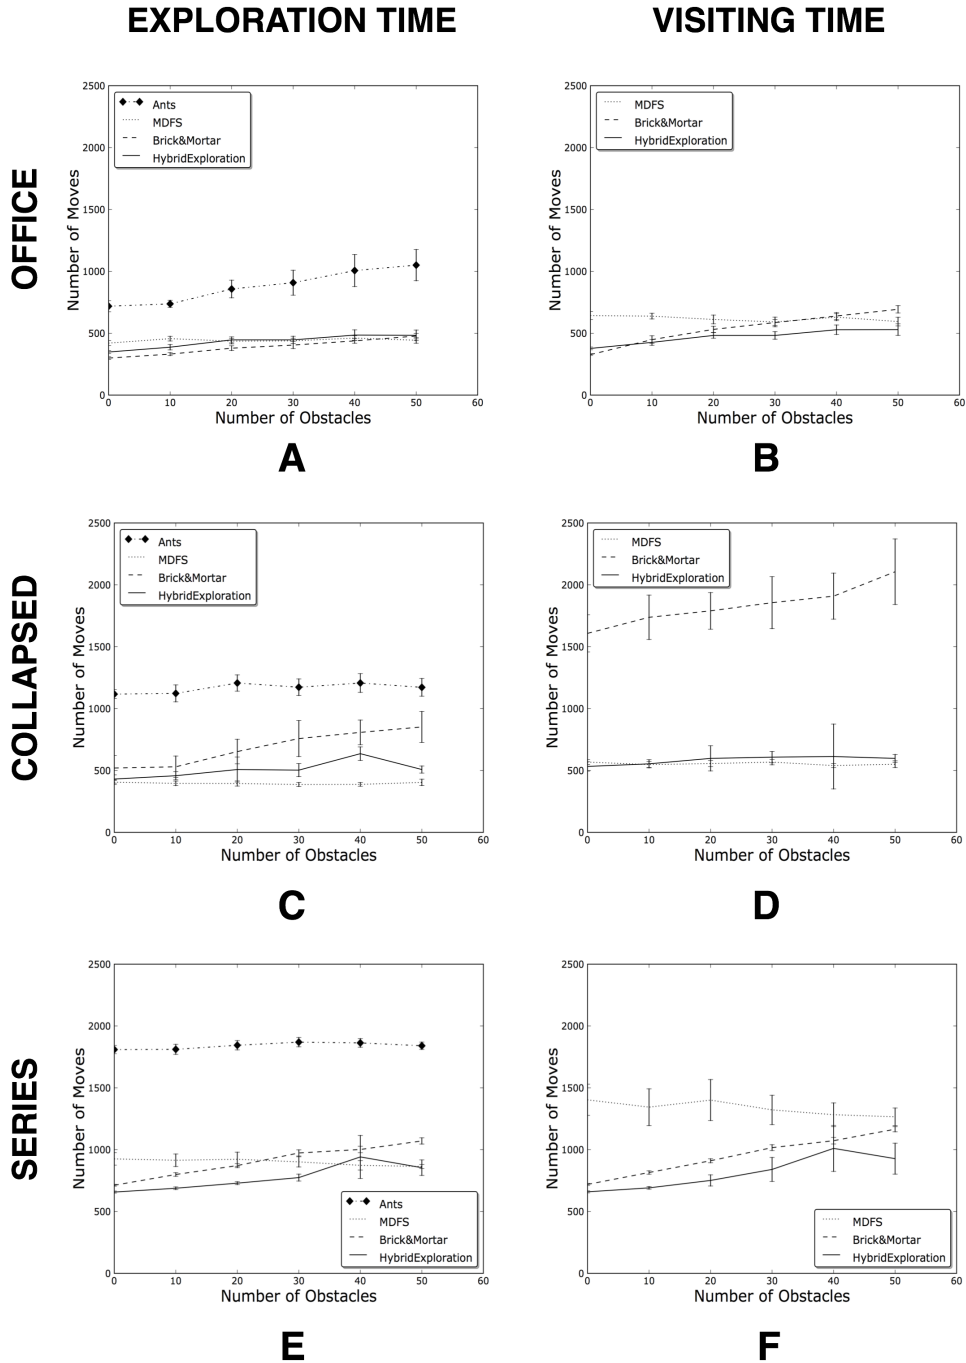 EXPLORATION TIME
VISITING TIME
OFFICE
2500
2000
1500
1000
500
0
Number of Moves
Ants
MDFS
Brick&Mortar
HybridExploration
0 10 20 30 40 50 60
Number of Obstacles
A
2500
2000
1500
1000
500
0
Number of Moves
MDFS
Brick&Mortar
HybridExploration
0 10 20 30 40 50 60
Number of Obstacles
B
COLLAPSED
2500
2000
1500
1000
500
0
Number of Moves
Ants
MDFS
Brick&Mortar
HybridExploration
0 10 20 30 40 50 60
Number of Obstacles
C
2500
2000
1500
1000
500
0
Number of Moves
MDFS
Brick&Mortar
HybridExploration
0 10 20 30 40 50 60
Number of Obstacles
D
SERIES
2500
2000
1500
1000
500
0
Number of Moves
Ants
MDFS
Brick&Mortar
HybridExploration
0 10 20 30 40 50 60
Number of Obstacles
E
2500
2000
1500
1000
500
0
Number of Moves
MDFS
Brick&Mortar
HybridExploration
0 10 20 30 40 50 60
Number of Obstacles
F